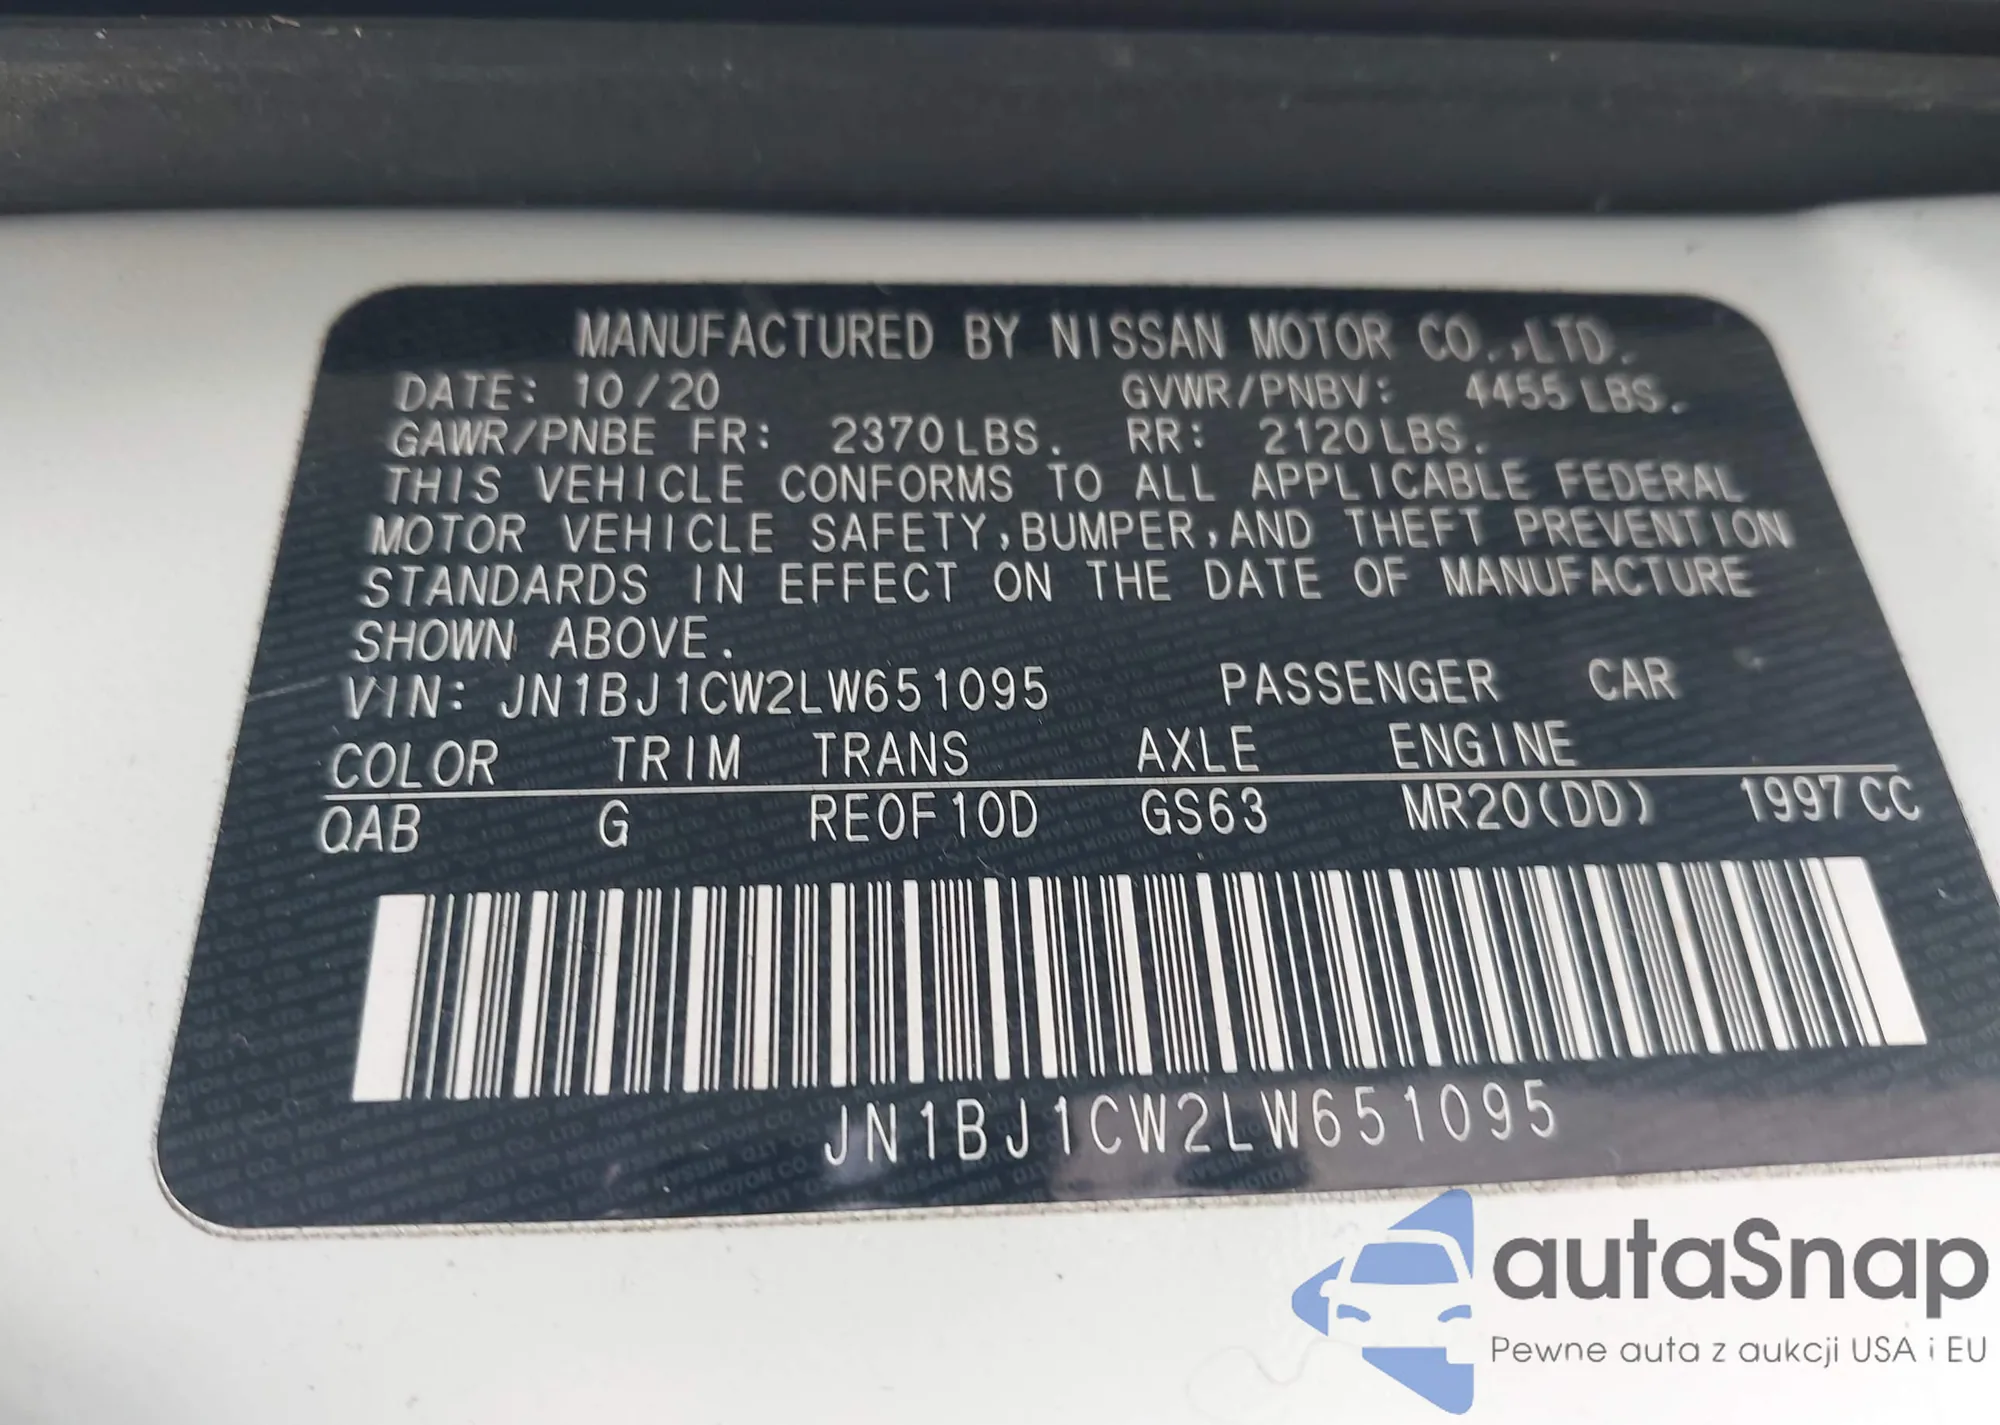 MANUFACTURED BY NISSAN MOTOR CO.,LTD.
DATE: 10/20 GVWR/PNBV: 4455 LBS.
GAWR/PNBE FR: 2370 LBS. RR: 2120 LBS.
THIS VEHICLE CONFORMS TO ALL APPLICABLE FEDERAL
MOTOR VEHICLE SAFETY,BUMPER,AND THEFT PREVENTION
STANDARDS IN EFFECT ON THE DATE OF MANUFACTURE
SHOWN ABOVE.
VIN: JN1BJ1CW2LW651095 PASSENGER CAR
COLOR TRIM TRANS AXLE ENGINE
QAB G RE0F10D GS63 MR20(DD) 1997 CC
JN1BJ1CW2LW651095
autaSnap
Pewne auta z aukcji USA i EU